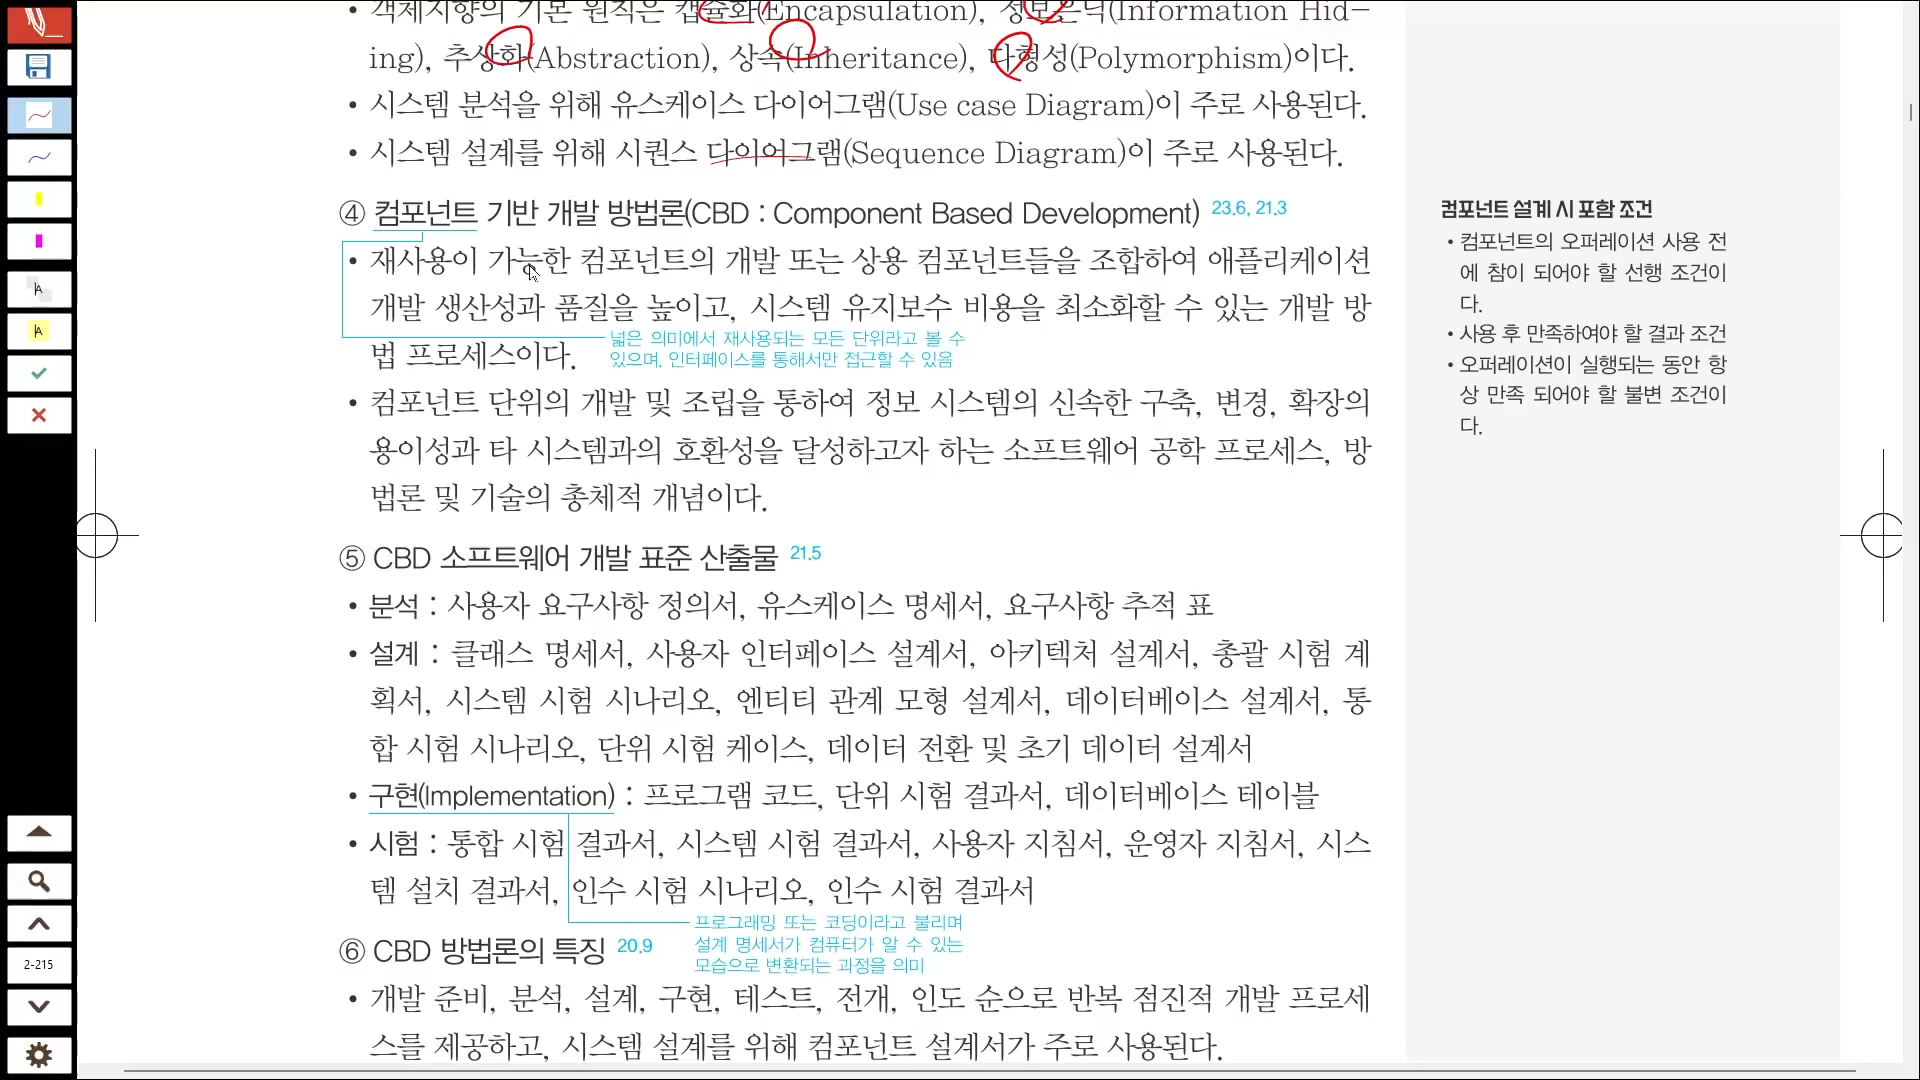 • 객체지향의 기본 원칙은 캡슐화(Encapsulation), 정보은닉(Information Hid-
ing), 추상화(Abstraction), 상속(Inheritance), 다형성(Polymorphism)이다.
• 시스템 분석을 위해 유스케이스 다이어그램(Use case Diagram)이 주로 사용된다.
• 시스템 설계를 위해 시퀀스 다이어그램(Sequence Diagram)이 주로 사용된다.
④ 컴포넌트 기반 개발 방법론(CBD : Component Based Development) 23.6, 21.3
• 재사용이 가능한 컴포넌트의 개발 또는 상용 컴포넌트들을 조합하여 애플리케이션
개발 생산성과 품질을 높이고, 시스템 유지보수 비용을 최소화할 수 있는 개발 방
법 프로세스이다.
넓은 의미에서 재사용되는 모든 단위라고 볼 수
있으며, 인터페이스를 통해서만 접근할 수 있음
• 컴포넌트 단위의 개발 및 조립을 통하여 정보 시스템의 신속한 구축, 변경, 확장의
용이성과 타 시스템과의 호환성을 달성하고자 하는 소프트웨어 공학 프로세스, 방
법론 및 기술의 총체적 개념이다.
⑤ CBD 소프트웨어 개발 표준 산출물 21.5
• 분석 : 사용자 요구사항 정의서, 유스케이스 명세서, 요구사항 추적 표
• 설계 : 클래스 명세서, 사용자 인터페이스 설계서, 아키텍처 설계서, 총괄 시험 계
획서, 시스템 시험 시나리오, 엔티티 관계 모형 설계서, 데이터베이스 설계서, 통
합 시험 시나리오, 단위 시험 케이스, 데이터 전환 및 초기 데이터 설계서
• 구현(Implementation) : 프로그램 코드, 단위 시험 결과서, 데이터베이스 테이블
• 시험 : 통합 시험 결과서, 시스템 시험 결과서, 사용자 지침서, 운영자 지침서, 시스
템 설치 결과서, 인수 시험 시나리오, 인수 시험 결과서
프로그래밍 또는 코딩이라고 불리며
설계 명세서가 컴퓨터가 알 수 있는
모습으로 변환되는 과정을 의미
⑥ CBD 방법론의 특징 20.9
• 개발 준비, 분석, 설계, 구현, 테스트, 전개, 인도 순으로 반복 점진적 개발 프로세
스를 제공하고, 시스템 설계를 위해 컴포넌트 설계서가 주로 사용된다.
컴포넌트 설계 시 포함 조건
• 컴포넌트의 오퍼레이션 사용 전
에 참이 되어야 할 선행 조건이
다.
• 사용 후 만족하여야 할 결과 조건
• 오퍼레이션이 실행되는 동안 항
상 만족 되어야 할 불변 조건이
다.
A
A
2-215